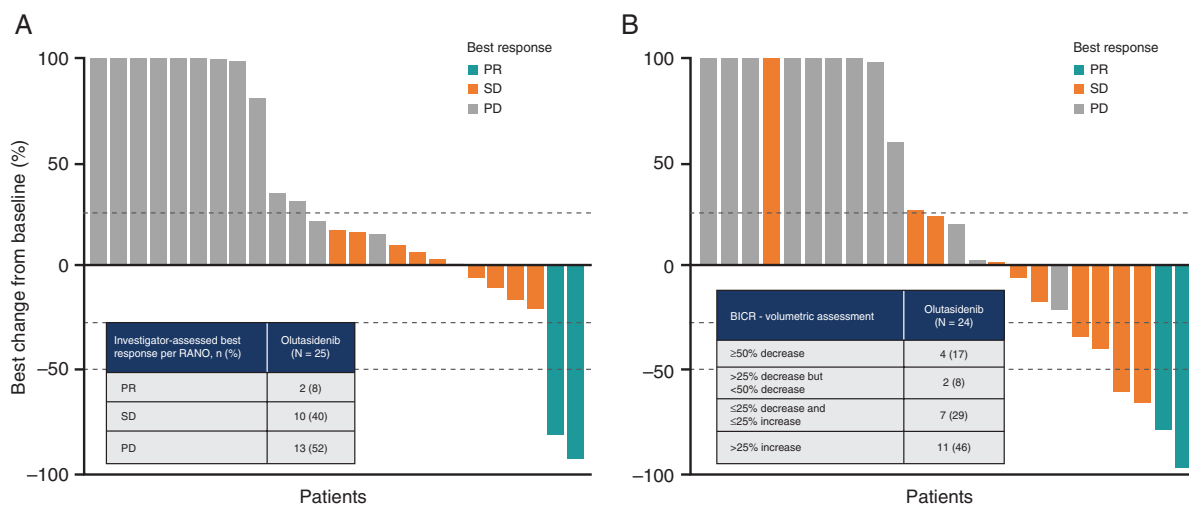 A
Best response
PR
SD
PD
Best change from baseline (%)
100
50
0
−50
−100
Investigator-assessed best
response per RANO, n (%)
Olutasidenib
(N = 25)
PR
2 (8)
SD
10 (40)
PD
13 (52)
Patients
B
Best response
PR
SD
PD
100
50
0
−50
−100
BICR - volumetric assessment
Olutasidenib
(N = 24)
≥50% decrease
4 (17)
>25% decrease but
<50% decrease
2 (8)
≤25% decrease and
≤25% increase
7 (29)
>25% increase
11 (46)
Patients